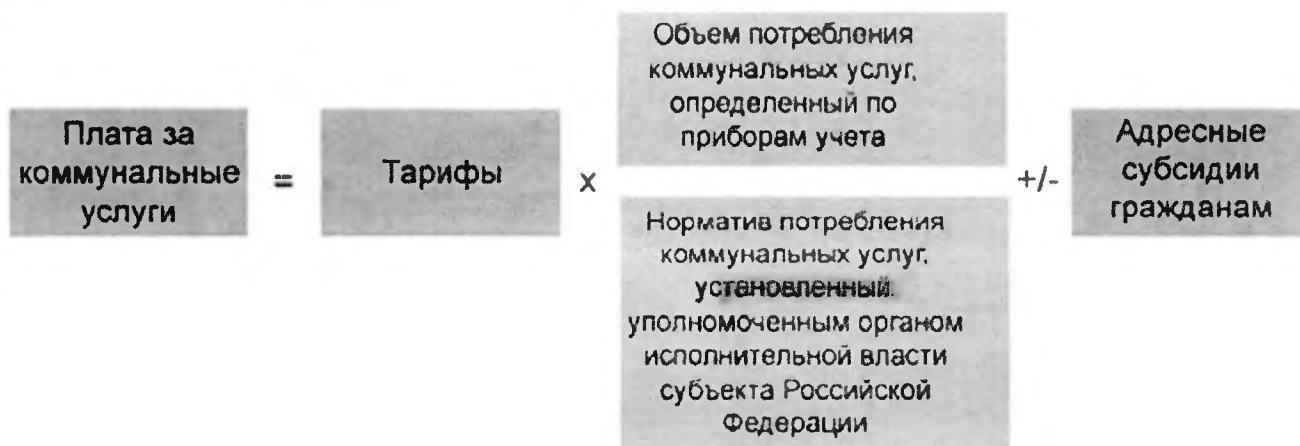 Плата за
коммунальные
услуги
=
Тарифы
х
Объем потребления
коммунальных услуг,
определенный по
приборам учета
Норматив потребления
коммунальных услуг,
установленный.
уполномоченным органом
исполнительной власти
субъекта Российской
Федерации
+/-
Адресные
субсидии
гражданам